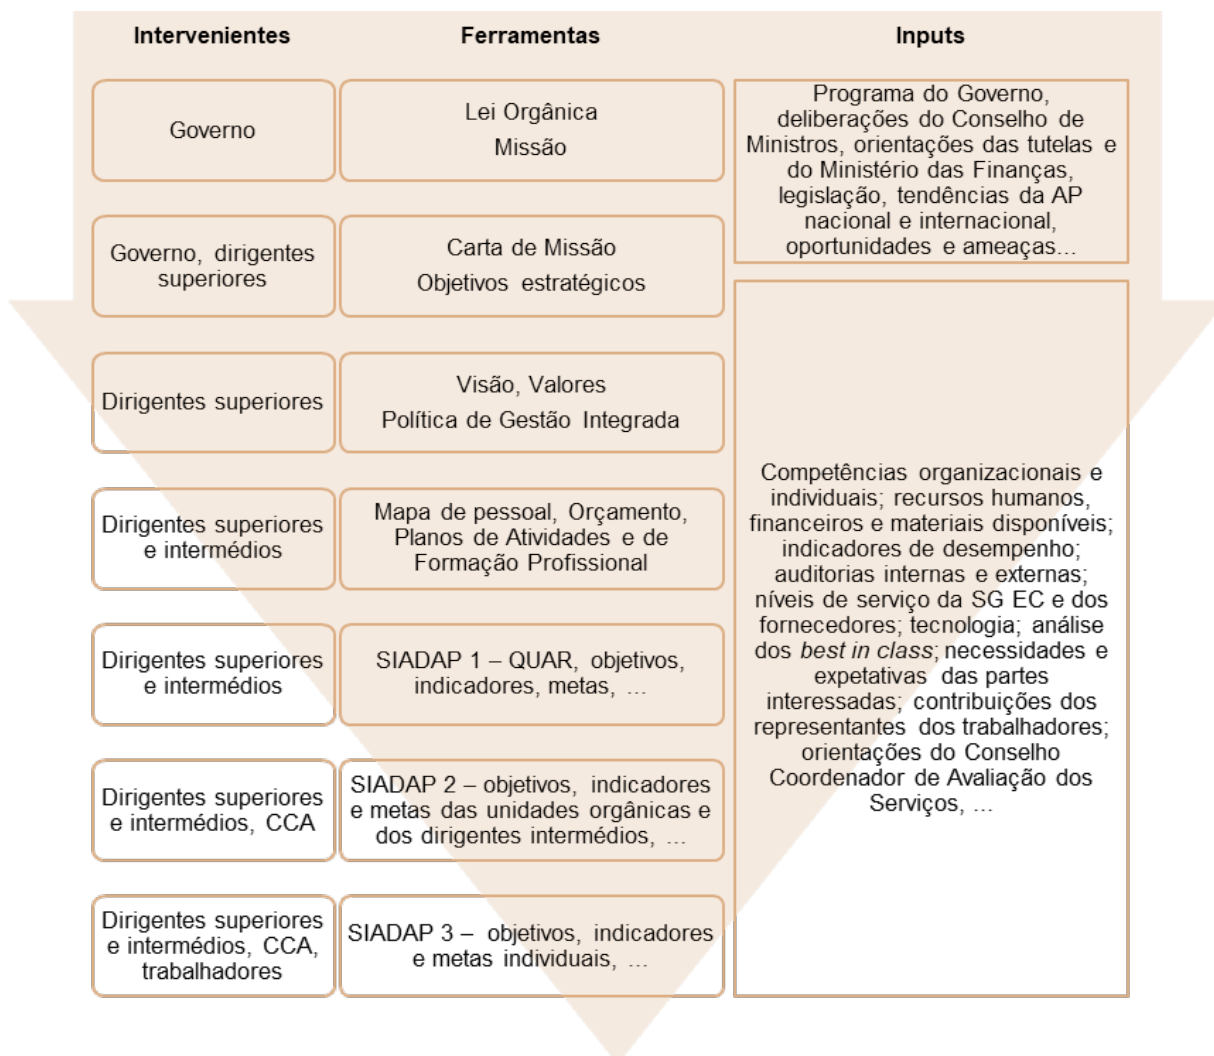 Intervenientes
Ferramentas
Inputs
Governo
Lei Orgânica
Missão
Programa do Governo,
deliberações do Conselho de
Ministros, orientações das tutelas e
do Ministério das Finanças,
legislação, tendências da AP
nacional e internacional,
oportunidades e ameaças…
Governo, dirigentes
superiores
Carta de Missão
Objetivos estratégicos
Dirigentes superiores
Visão, Valores
Política de Gestão Integrada
Dirigentes superiores
e intermédios
Mapa de pessoal, Orçamento,
Planos de Atividades e de
Formação Profissional
Dirigentes superiores
e intermédios
SIADAP 1 – QUAR, objetivos,
indicadores, metas, …
Dirigentes superiores
e intermédios, CCA
SIADAP 2 – objetivos, indicadores
e metas das unidades orgânicas e
dos dirigentes intermédios, …
Dirigentes superiores
e intermédios, CCA,
trabalhadores
SIADAP 3 – objetivos, indicadores
e metas individuais, …
Competências organizacionais e
individuais; recursos humanos,
financeiros e materiais disponíveis;
indicadores de desempenho;
auditorias internas e externas;
níveis de serviço da SG EC e dos
fornecedores; tecnologia; análise
dos best in class; necessidades e
expetativas das partes
interessadas; contribuições dos
representantes dos trabalhadores;
orientações do Conselho
Coordenador de Avaliação dos
Serviços, …